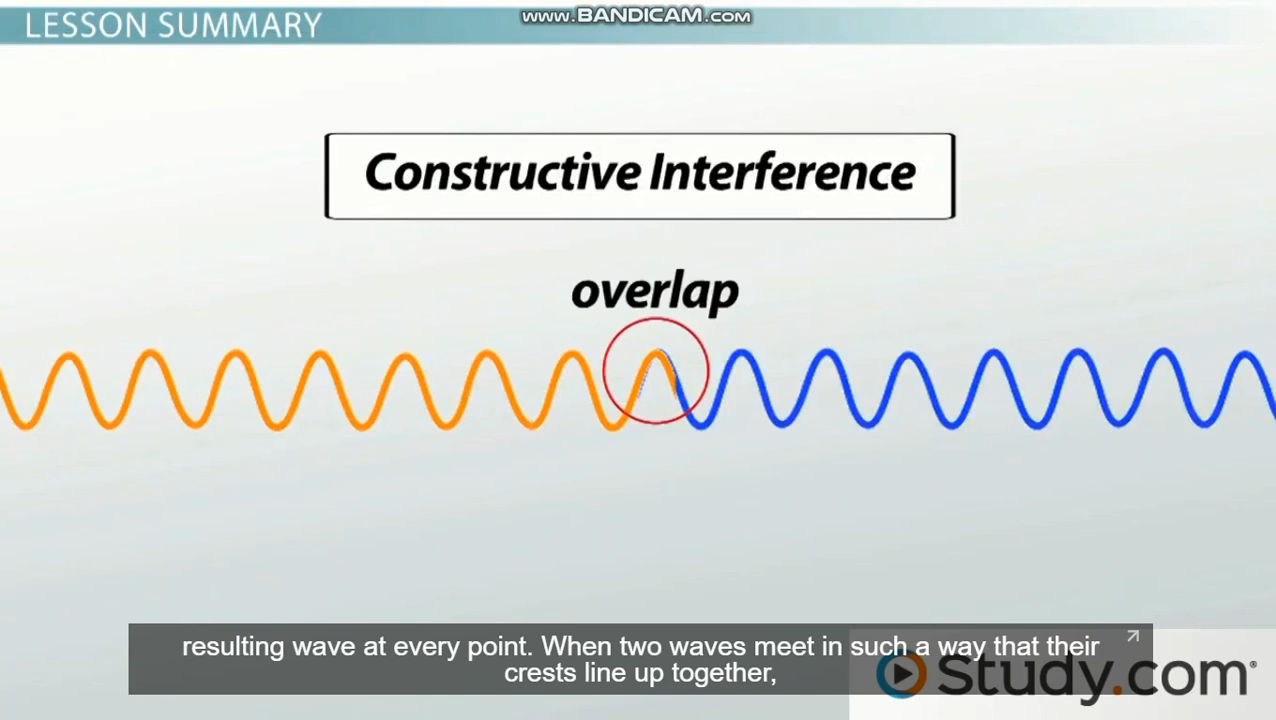 LESSON SUMMARY
www.BANDICAM.com
Constructive Interference
overlap
resulting wave at every point. When two waves meet in such a way that their
crests line up together,
Study.com®